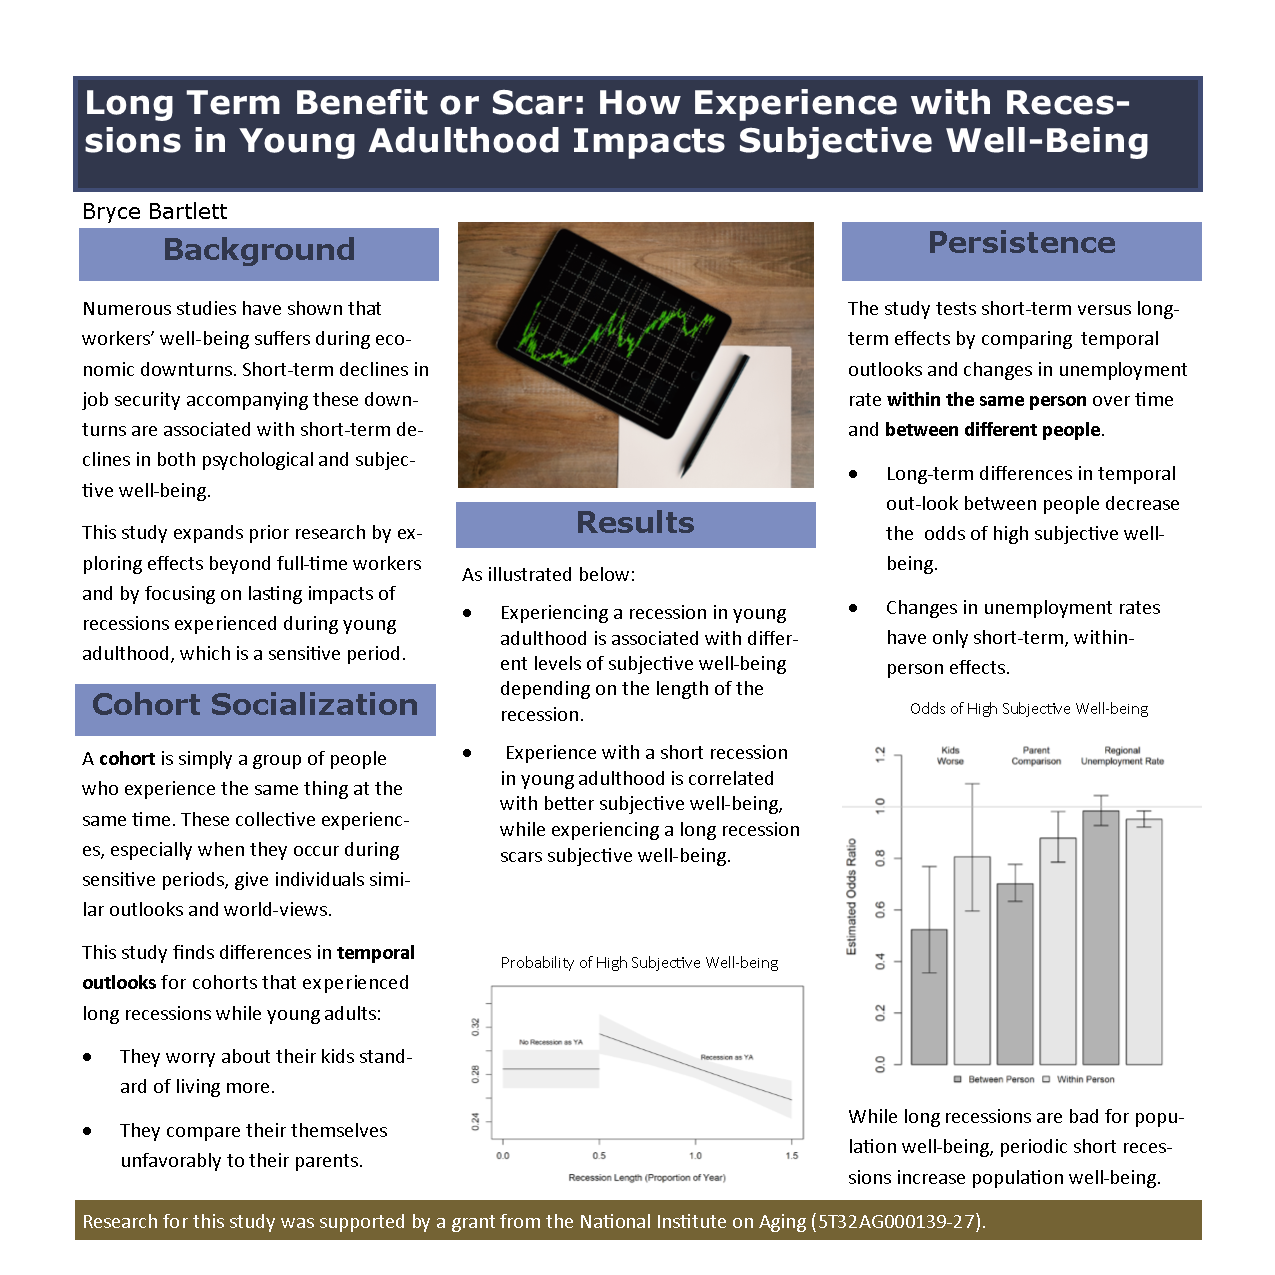 Long Term Benefit or Scar: How Experience with Reces-
sions in Young Adulthood Impacts Subjective Well-Being
Bryce Bartlett
Background
Numerous studies have shown that
workers’ well-being suffers during eco-
nomic downturns. Short-term declines in
job security accompanying these down-
turns are associated with short-term de-
clines in both psychological and subjec-
tive well-being.
This study expands prior research by ex-
ploring effects beyond full-time workers
and by focusing on lasting impacts of
recessions experienced during young
adulthood, which is a sensitive period.
Cohort Socialization
A cohort is simply a group of people
who experience the same thing at the
same time. These collective experienc-
es, especially when they occur during
sensitive periods, give individuals simi-
lar outlooks and world-views.
This study finds differences in temporal
outlooks for cohorts that experienced
long recessions while young adults:
• They worry about their kids stand-
ard of living more.
• They compare their themselves
unfavorably to their parents.
Results
As illustrated below:
• Experiencing a recession in young
adulthood is associated with differ-
ent levels of subjective well-being
depending on the length of the
recession.
• Experience with a short recession
in young adulthood is correlated
with better subjective well-being,
while experiencing a long recession
scars subjective well-being.
Probability of High Subjective Well-being
0.32
0.28
0.24
No Recession as YA
Recession as YA
0.0 0.5 1.0 1.5
Recession Length (Proportion of Year)
Persistence
The study tests short-term versus long-
term effects by comparing temporal
outlooks and changes in unemployment
rate within the same person over time
and between different people.
• Long-term differences in temporal
out-look between people decrease
the odds of high subjective well-
being.
• Changes in unemployment rates
have only short-term, within-
person effects.
Odds of High Subjective Well-being
Kids
Worse
Parent
Comparison
Regional
Unemployment Rate
Estimated Odds Ratio
1.2
1.0
0.8
0.6
0.4
0.2
0.0
Between Person Within Person
While long recessions are bad for popu-
lation well-being, periodic short reces-
sions increase population well-being.
Research for this study was supported by a grant from the National Institute on Aging (5T32AG000139-27).